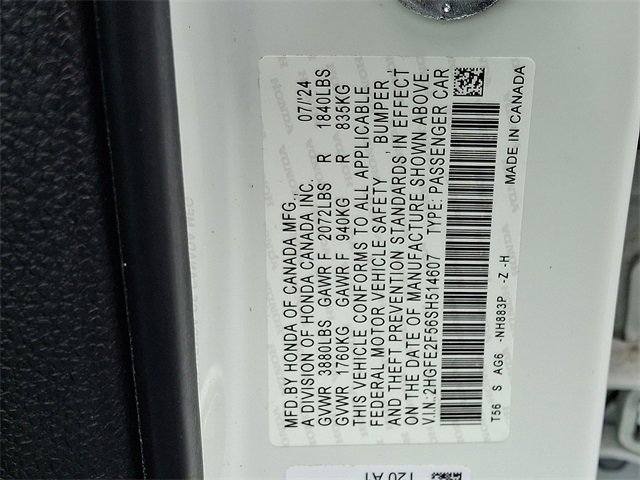 MFD.BY HONDA OF CANADA MFG. 07/'24
A DIVISION OF HONDA CANADA INC.
GVWR 3880LBS GAWR F 2072LBS R 1840LBS
GVWR 1760KG GAWR F 940KG R 835KG
THIS VEHICLE CONFORMS TO ALL APPLICABLE
FEDERAL MOTOR VEHICLE SAFETY, BUMPER,
AND THEFT PREVENTION STANDARDS IN EFFECT
ON THE DATE OF MANUFACTURE SHOWN ABOVE.
V.I.N.:2HGFE2F56SH514607 TYPE: PASSENGER CAR
T56 S AG6 -NH883P -Z -H MADE IN CANADA
120 A1